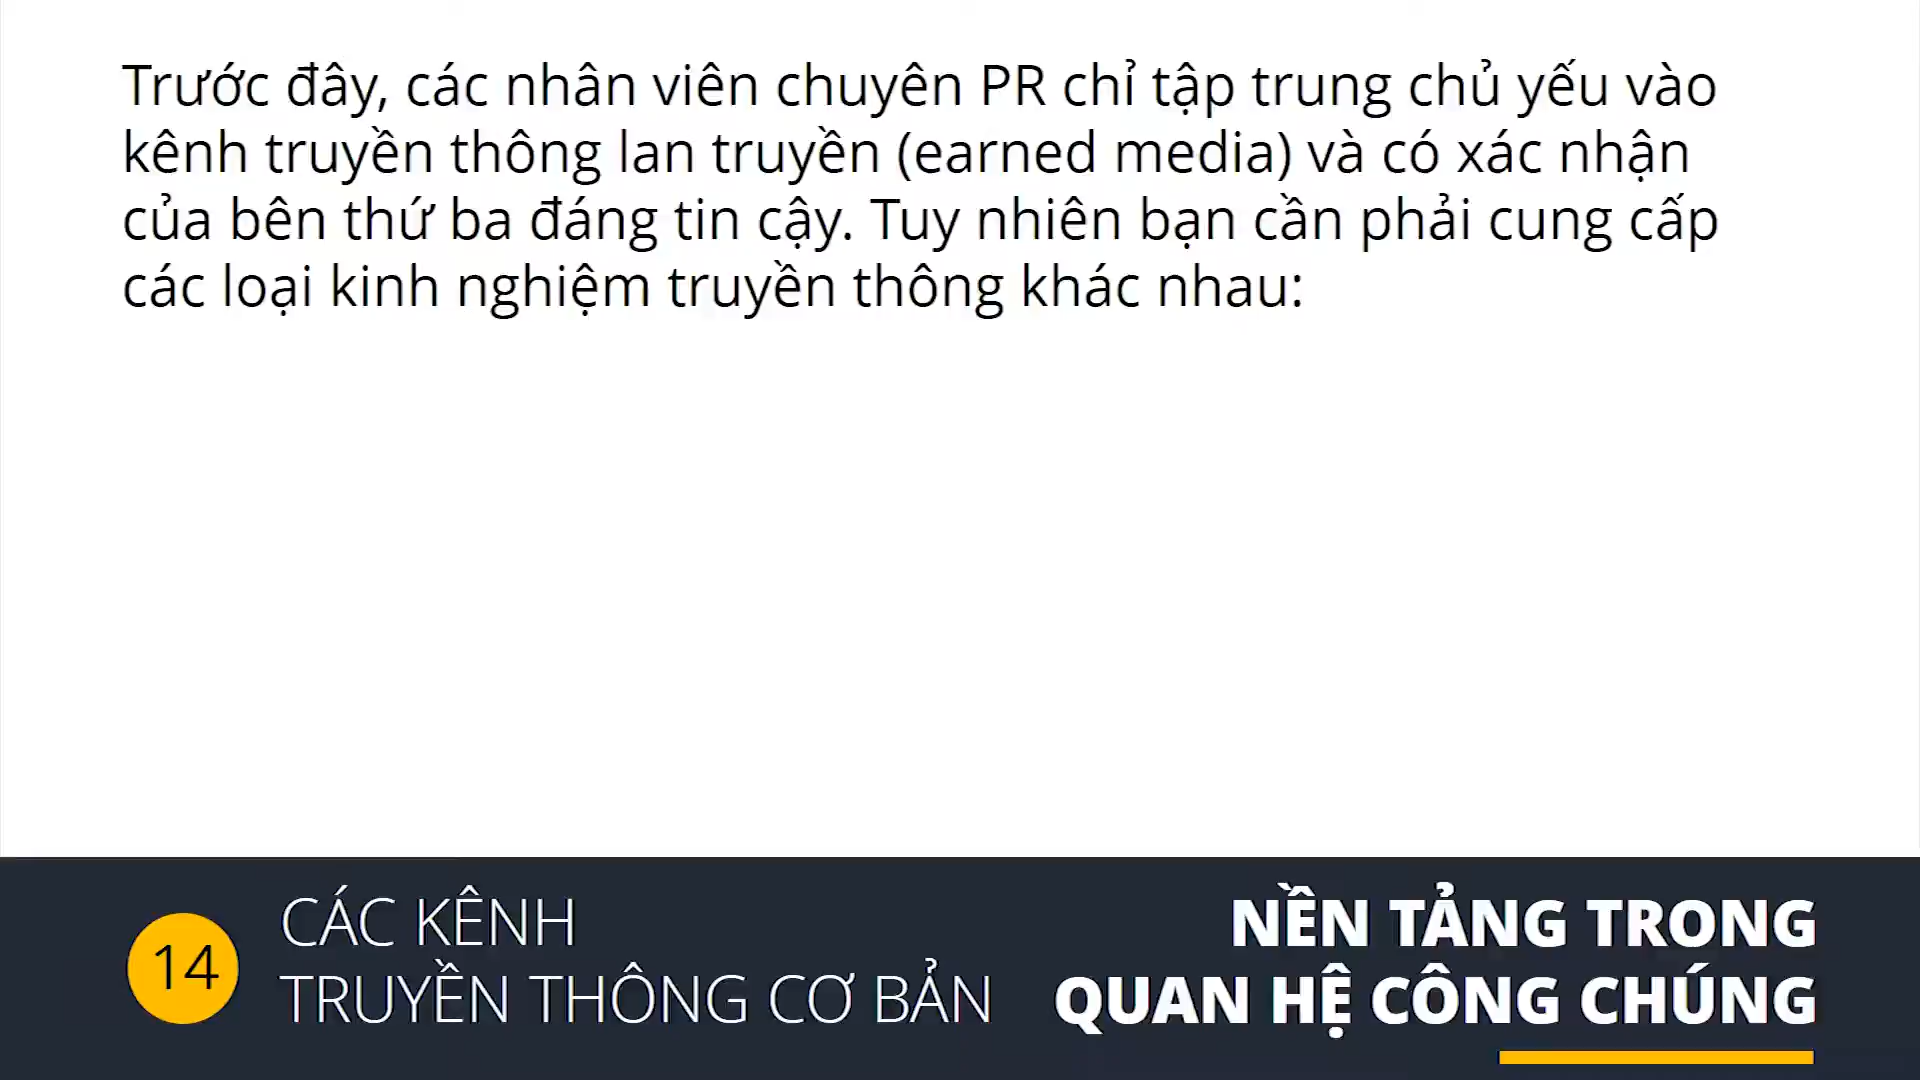 Trước đây, các nhân viên chuyên PR chỉ tập trung chủ yếu vào
kênh truyền thông lan truyền (earned media) và có xác nhận
của bên thứ ba đáng tin cậy. Tuy nhiên bạn cần phải cung cấp
các loại kinh nghiệm truyền thông khác nhau:
14
CÁC KÊNH
TRUYỀN THÔNG CƠ BẢN
NỀN TẢNG TRONG
QUAN HỆ CÔNG CHÚNG